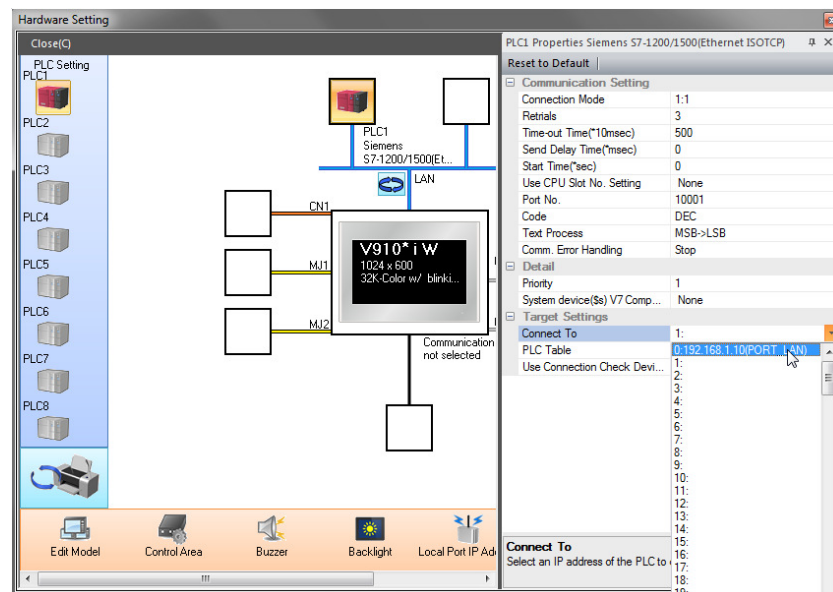 Hardware Setting
Close(C)
PLC Setting
PLC1
PLC2
PLC3
PLC4
PLC5
PLC6
PLC7
PLC8
PLC1
Siemens
S7-1200/1500(Et...
LAN
CN1
MJ1
MJ2
V910* i W
1024 x 600
32K-Color w/ blinki...
Communication
not selected
Edit Model
Control Area
Buzzer
Backlight
Local Port IP Ad
PLC1 Properties Siemens S7-1200/1500(Ethernet ISOTCP)
Reset to Default
Communication Setting
Connection Mode 1:1
Retrials 3
Time-out Time(*10msec) 500
Send Delay Time(*msec) 0
Start Time(*sec) 0
Use CPU Slot No. Setting None
Port No. 10001
Code DEC
Text Process MSB->LSB
Comm. Error Handling Stop
Detail
Priority 1
System device($s) V7 Comp... None
Target Settings
Connect To 1:
PLC Table
Use Connection Check Devi...
0:192.168.1.10(PORT LAN)
1:
2:
3:
4:
5:
6:
7:
8:
9:
10:
11:
12:
13:
14:
15:
16:
17:
18:
Connect To
Select an IP address of the PLC to